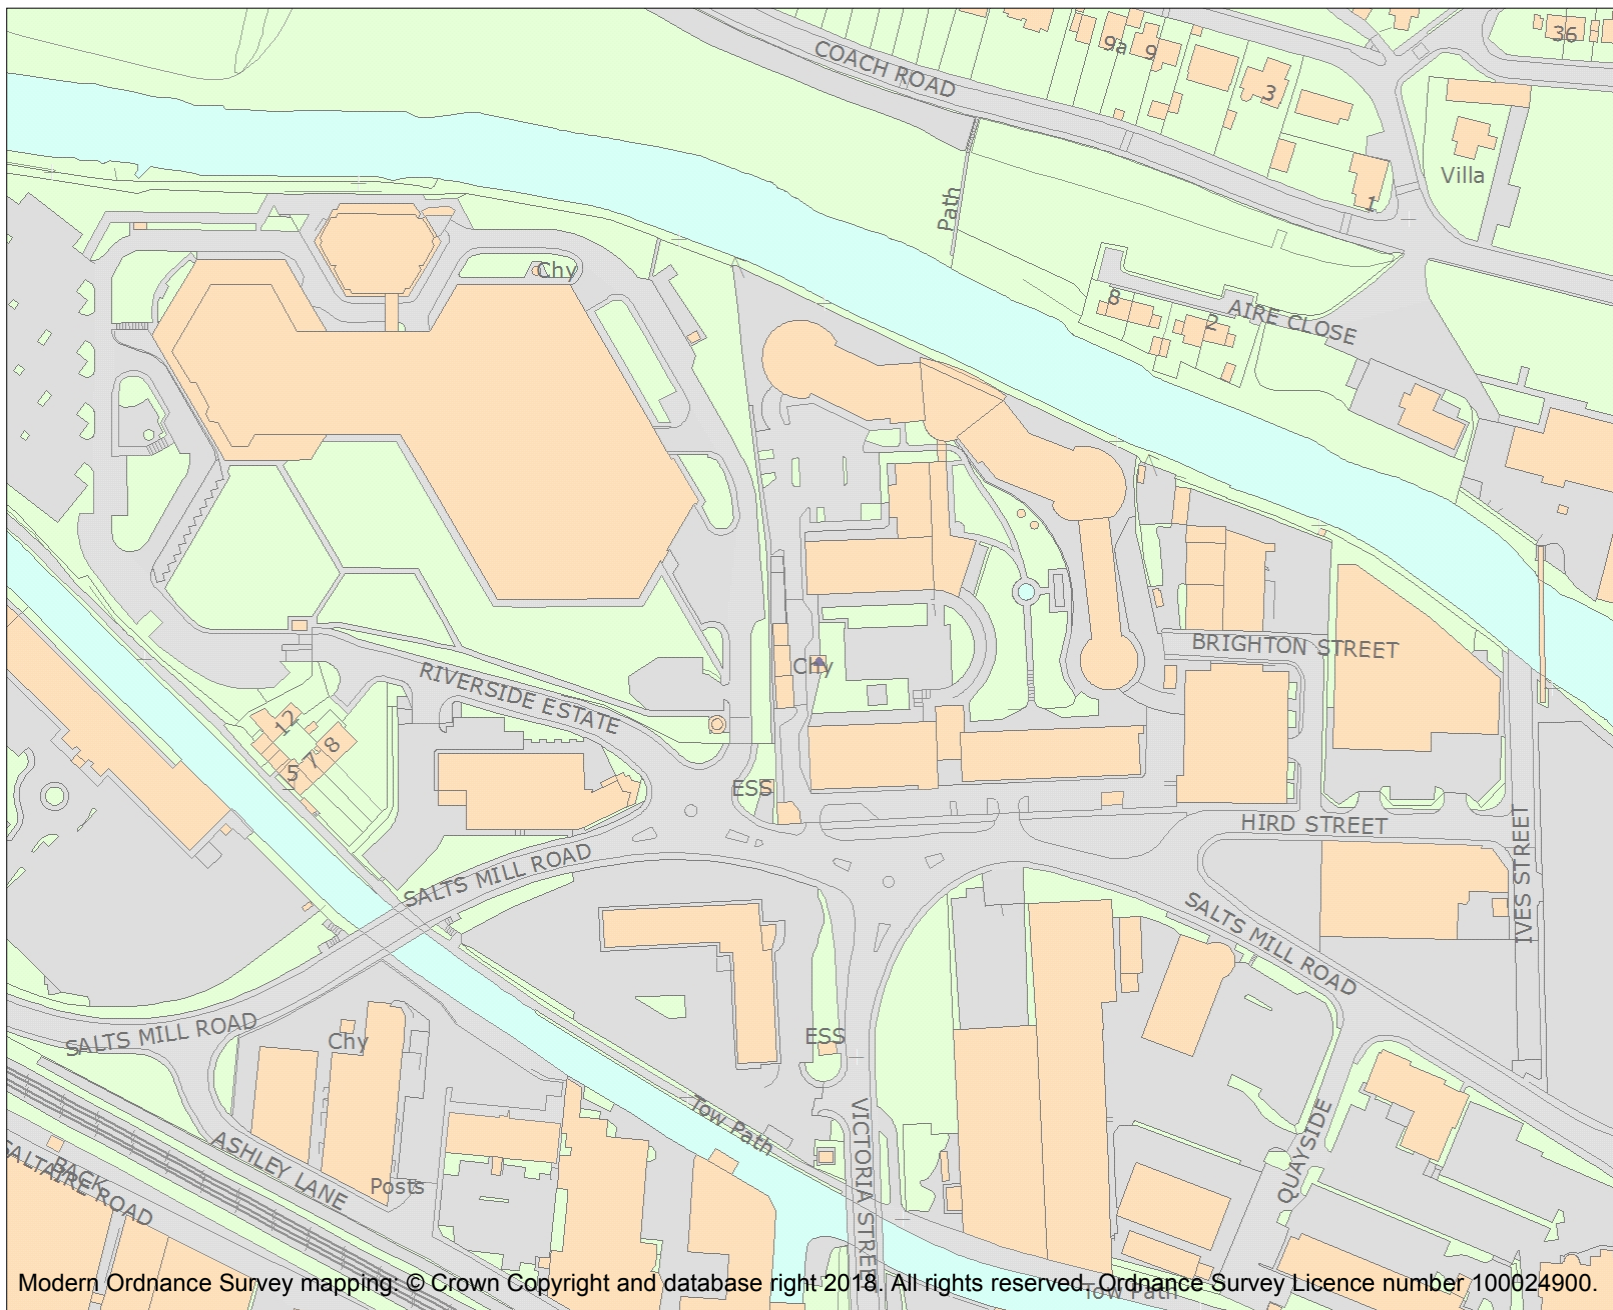 36
9a
9
COACH ROAD
3
Villa
1
Path
Chy
8
2
AIRE CLOSE
BRIGHTON STREET
Chy
RIVERSIDE ESTATE
12
8
7
5
ESS
HIRD STREET
SALTS MILL ROAD
IVES STREET
SALTS MILL ROAD
SALTS MILL ROAD
Chy
ESS
Tow Path
VICTORIA STREET
QUAYSIDE
ASHLEY LANE
BACK
SALTAIRE ROAD
Posts
Modern Ordnance Survey mapping: © Crown Copyright and database right 2018. All rights reserved. Ordnance Survey Licence number 100024900.
Tow Path